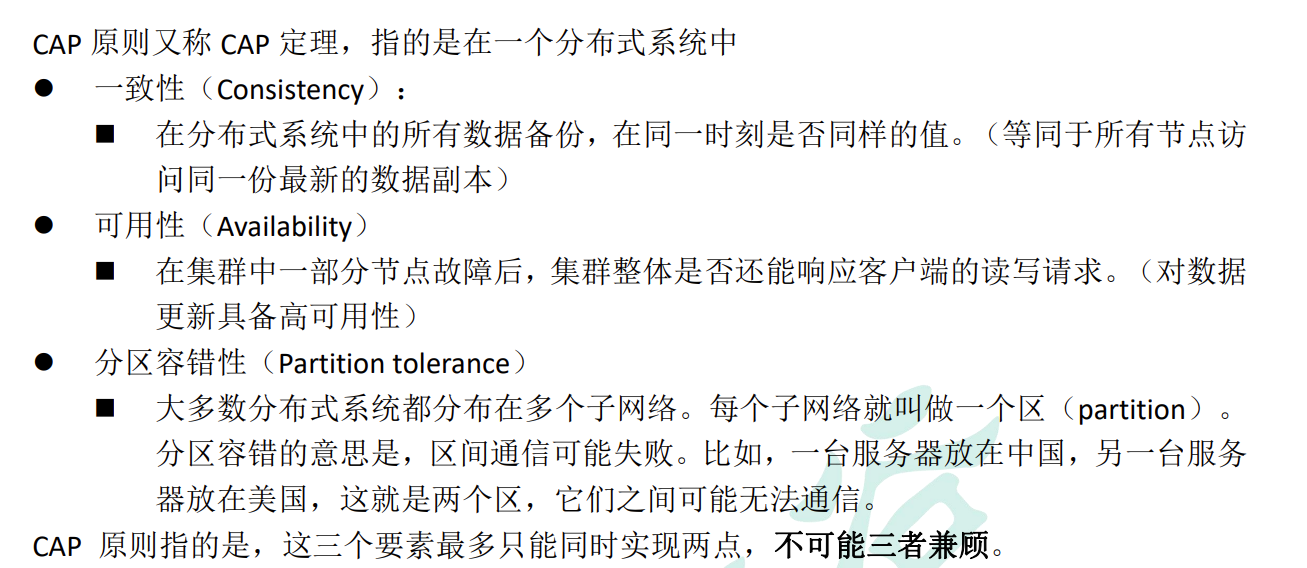 CAP 原则又称 CAP 定理，指的是在一个分布式系统中
● 一致性（Consistency）：
■ 在分布式系统中的所有数据备份，在同一时刻是否同样的值。（等同于所有节点访
问同一份最新的数据副本）
● 可用性（Availability）
■ 在集群中一部分节点故障后，集群整体是否还能响应客户端的读写请求。（对数据
更新具备高可用性）
● 分区容错性（Partition tolerance）
■ 大多数分布式系统都分布在多个子网络。每个子网络就叫做一个区（partition）。
分区容错的意思是，区间通信可能失败。比如，一台服务器放在中国，另一台服务
器放在美国，这就是两个区，它们之间可能无法通信。
CAP 原则指的是，这三个要素最多只能同时实现两点，不可能三者兼顾。